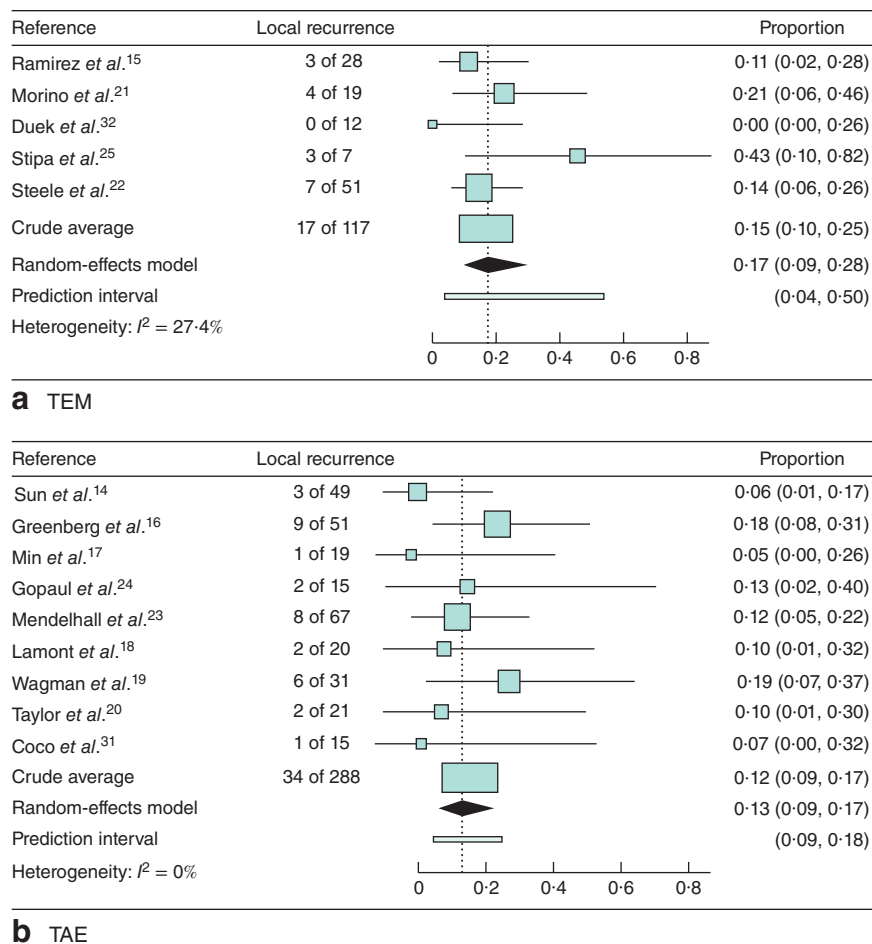 Reference Local recurrence Proportion
Ramirez et al.15 3 of 28 0·11 (0·02, 0·28)
Morino et al.21 4 of 19 0·21 (0·06, 0·46)
Duek et al.32 0 of 12 0·00 (0·00, 0·26)
Stipa et al.25 3 of 7 0·43 (0·10, 0·82)
Steele et al.22 7 of 51 0·14 (0·06, 0·26)
Crude average 17 of 117 0·15 (0·10, 0·25)
Random-effects model 0·17 (0·09, 0·28)
Prediction interval (0·04, 0·50)
Heterogeneity: I2 = 27·4%
0 0·2 0·4 0·6 0·8
a TEM
Reference Local recurrence Proportion
Sun et al.14 3 of 49 0·06 (0·01, 0·17)
Greenberg et al.16 9 of 51 0·18 (0·08, 0·31)
Min et al.17 1 of 19 0·05 (0·00, 0·26)
Gopaul et al.24 2 of 15 0·13 (0·02, 0·40)
Mendelhall et al.23 8 of 67 0·12 (0·05, 0·22)
Lamont et al.18 2 of 20 0·10 (0·01, 0·32)
Wagman et al.19 6 of 31 0·19 (0·07, 0·37)
Taylor et al.20 2 of 21 0·10 (0·01, 0·30)
Coco et al.31 1 of 15 0·07 (0·00, 0·32)
Crude average 34 of 288 0·12 (0·09, 0·17)
Random-effects model 0·13 (0·09, 0·17)
Prediction interval (0·09, 0·18)
Heterogeneity: I2 = 0%
0 0·2 0·4 0·6 0·8
b TAE